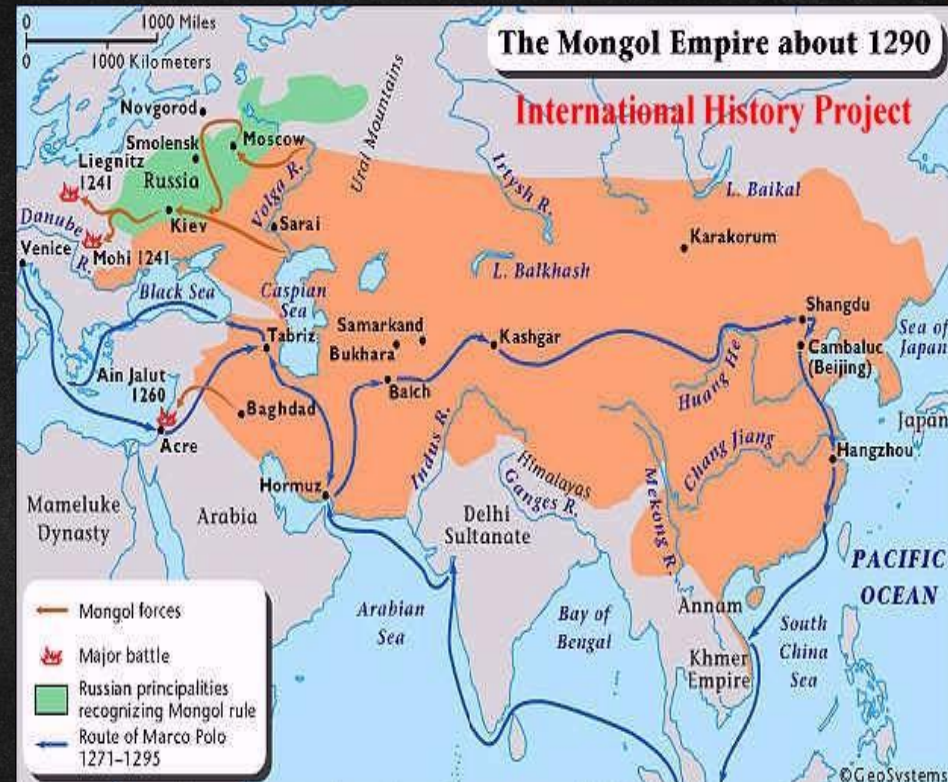 0 1000 Miles
0 1000 Kilometers
The Mongol Empire about 1290
International History Project
Novgorod
Smolensk
Moscow
Liegnitz
1241
Russia
Ural Mountains
Volga R.
Irtysh R.
L. Baikal
Danube
R.
Kiev
Sarai
Karakorum
Venice
Mohi 1241
L. Balkhash
Black Sea
Caspian
Sea
Shangdu
Tabriz
Samarkand
Bukhara
Kashgar
Sea of
Japan
Cambaluc
(Beijing)
Ain Jalut
1260
Balch
Huang He
Baghdad
Japan
Acre
Indus R.
Chang Jiang
Hangzhou
Hormuz
Himalayas
Ganges R.
Mekong R.
Mameluke
Dynasty
Arabia
Delhi
Sultanate
PACIFIC
OCEAN
Annam
Arabian
Sea
Bay of
Bengal
South
China
Sea
Khmer
Empire
Mongol forces
Major battle
Russian principalities
recognizing Mongol rule
Route of Marco Polo
1271–1295
©GeoSystems